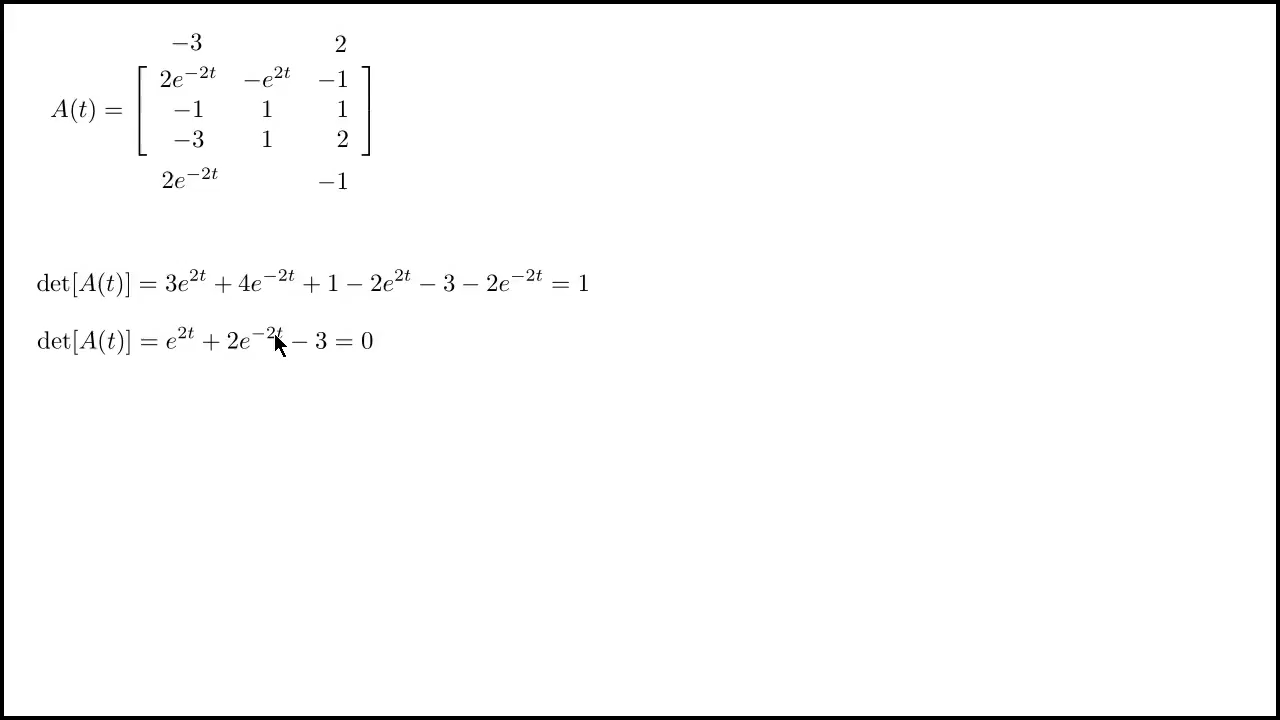 −3 2
A(t) = [ 2e^{−2t} −e^{2t} −1
−1 1 1
−3 1 2 ]
2e^{−2t} −1
det[A(t)] = 3e^{2t} + 4e^{−2t} + 1 − 2e^{2t} − 3 − 2e^{−2t} = 1
det[A(t)] = e^{2t} + 2e^{−2t} − 3 = 0